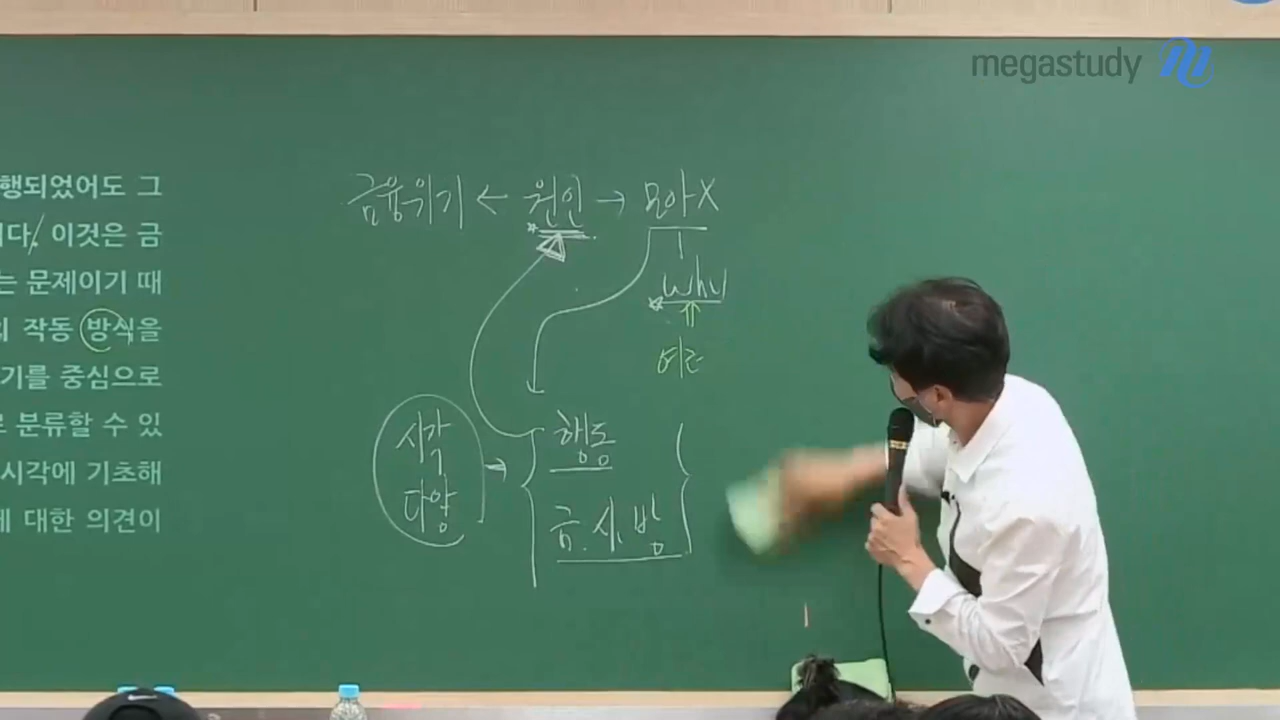 megastudy
행되었어도 그
다. 이것은 금
는 문제이기 때
의 작동 방식을
기를 중심으로
로 분류할 수 있
시각에 기초해
에 대한 의견이
금융위기 ← 원인 → 모아X
why
시각
다양
행동
금.시.방